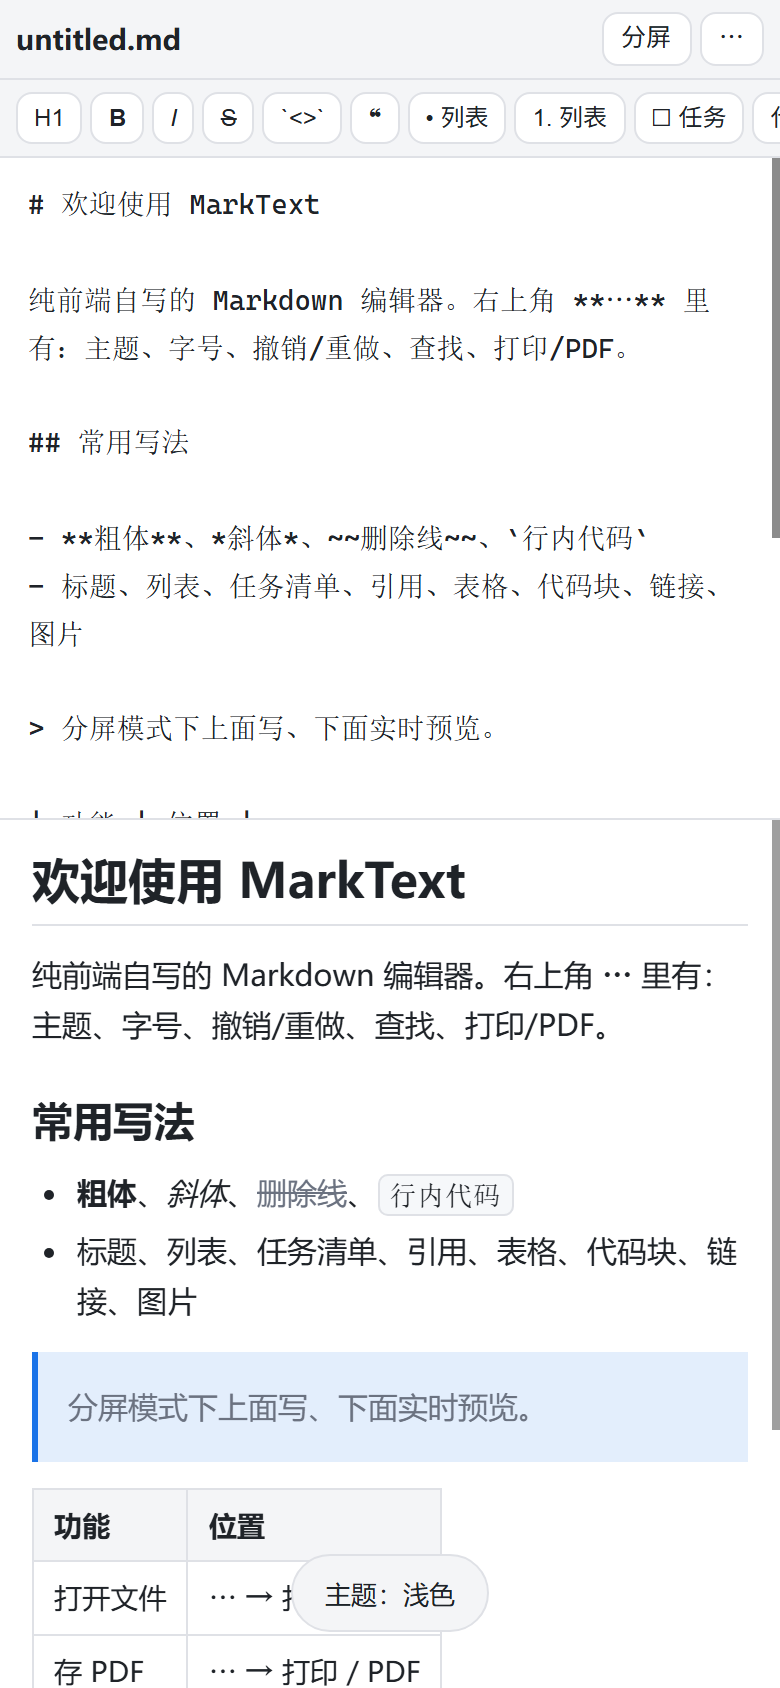 untitled.md
分屏
⋯
H1
B
I
S
`<>`
❝
• 列表
1. 列表
☐ 任务
# 欢迎使用 MarkText
纯前端自写的 Markdown 编辑器。右上角 **⋯** 里
有：主题、字号、撤销/重做、查找、打印/PDF。
## 常用写法
- **粗体**、*斜体*、~~删除线~~、`行内代码`
- 标题、列表、任务清单、引用、表格、代码块、链接、
图片
> 分屏模式下上面写、下面实时预览。
| 功能 | 位置 |
欢迎使用 MarkText
纯前端自写的 Markdown 编辑器。右上角 ⋯ 里有：
主题、字号、撤销/重做、查找、打印/PDF。
常用写法
• 粗体、斜体、删除线、行内代码
• 标题、列表、任务清单、引用、表格、代码块、链
接、图片
分屏模式下上面写、下面实时预览。
功能
位置
打开文件
⋯ →
主题：浅色
存 PDF
⋯ → 打印 / PDF